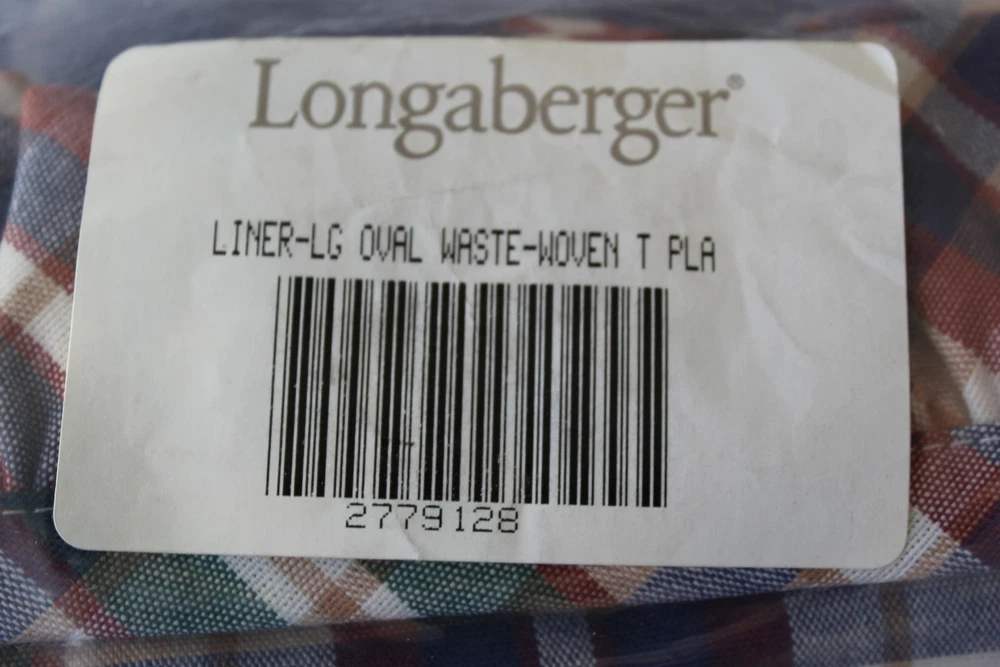 Longaberger®
LINER-LG OVAL WASTE-WOVEN T PLA
2779128